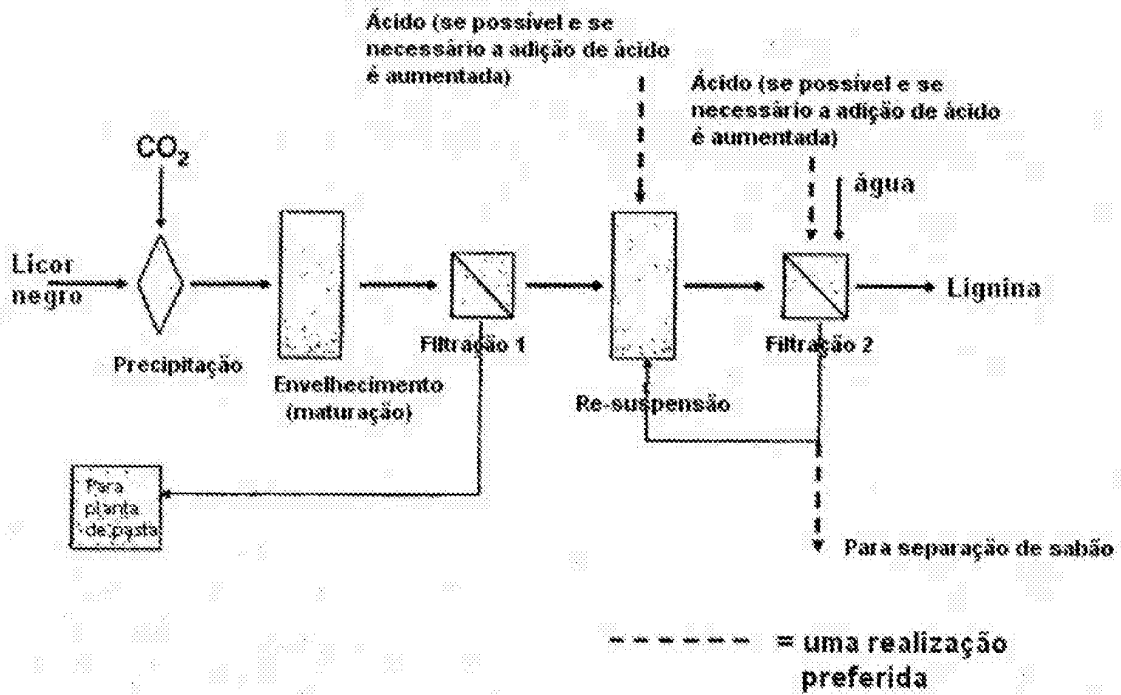 Ácido (se possível e se
necessário a adição de ácido
é aumentada)
Ácido (se possível e se
necessário a adição de ácido
é aumentada)
CO₂
água
Licor
negro
Lignina
Precipitação
Filtração 1
Filtração 2
Envelhecimento
(maturação)
Re-suspensão
Para
planta
de pasta
Para separação de sabão
= uma realização
preferida